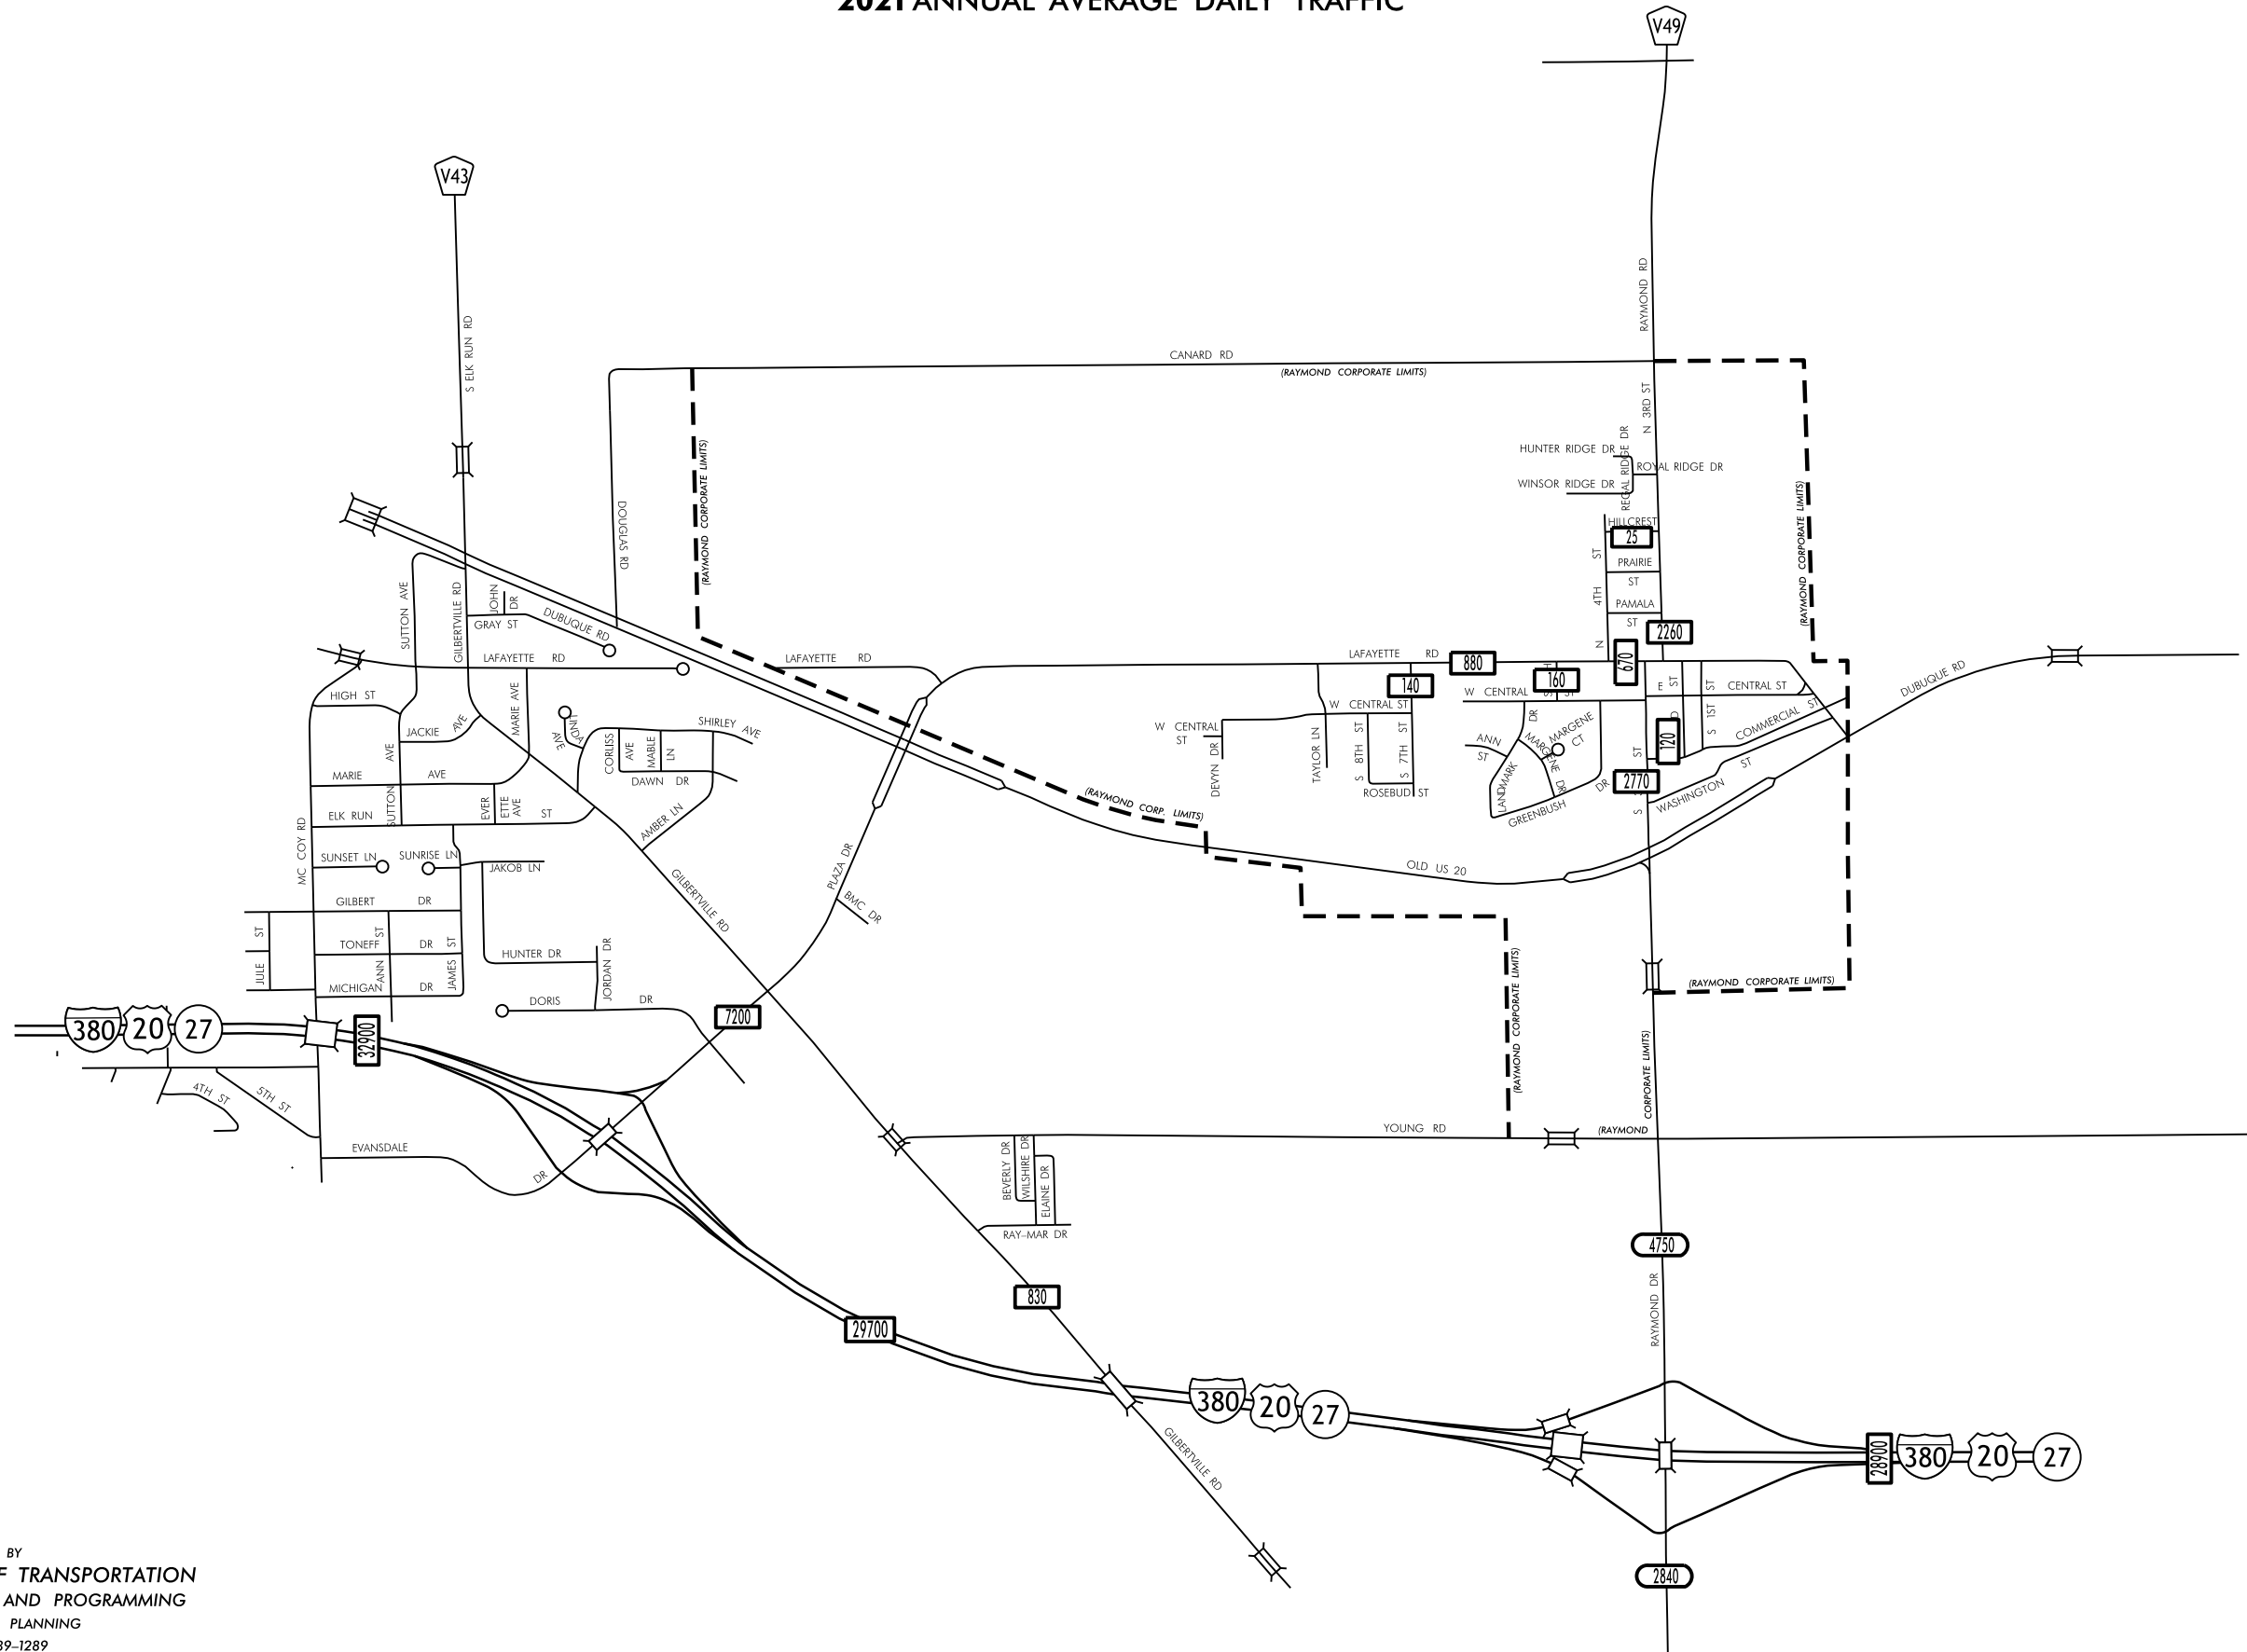 2021 ANNUAL AVERAGE DAILY TRAFFIC
V49
V43
RAYMOND RD
S ELK RUN RD
CANARD RD
(RAYMOND CORPORATE LIMITS)
N 3RD ST
(RAYMOND CORPORATE LIMITS)
HUNTER RIDGE DR
REGAL RIDGE DR
ROYAL RIDGE DR
WINSOR RIDGE DR
(RAYMOND CORPORATE LIMITS)
DOUGLAS RD
HILLCREST
25
PRAIRIE
ST
4TH ST
N
PAMALA
ST
2260
SUTTON AVE
GILBERTVILLE RD
JOHN
DR
GRAY ST
DUBUQUE RD
LAFAYETTE RD
LAFAYETTE RD
LAFAYETTE RD
880
670
160
140
DUBUQUE RD
HIGH ST
MARIE AVE
JACKIE AVE
LINDA
AVE
CORLISS
AVE
MABLE
LN
SHIRLEY AVE
DAWN DR
W CENTRAL
ST
DEVYN DR
TAYLOR LN
W CENTRAL ST
S 8TH ST
S 7TH ST
ROSEBUD ST
W CENTRAL
ST
E CENTRAL ST
ST
S 1ST ST
COMMERCIAL ST
120
2770
S ST
WASHINGTON ST
ANN
ST
LANDMARK
DR
MARGENE DR
MARGENE
CT
GREENBUSH DR
MARIE AVE
SUTTON AVE
ELK RUN ST
EVER
ETTE
AVE
AMBER LN
MC COY RD
SUNSET LN
SUNRISE LN
JAKOB LN
PLAZA DR
BMC DR
(RAYMOND CORP. LIMITS)
OLD US 20
GILBERTVILLE RD
GILBERT DR
JULE ST
TONEFF DR
ANN ST
JAMES ST
MICHIGAN DR
HUNTER DR
JORDAN DR
DORIS DR
7200
(RAYMOND CORPORATE LIMITS)
(RAYMOND CORPORATE LIMITS)
380
20
27
32900
4TH ST
5TH ST
EVANSDALE DR
YOUNG RD
(RAYMOND
CORPORATE LIMITS)
BEVERLY DR
WILSHIRE DR
ELAINE DR
RAY-MAR DR
4750
RAYMOND DR
830
29700
380
20
27
GILBERTVILLE RD
28900
380
20
27
2840
BY
F TRANSPORTATION
AND PROGRAMMING
PLANNING
39-1289